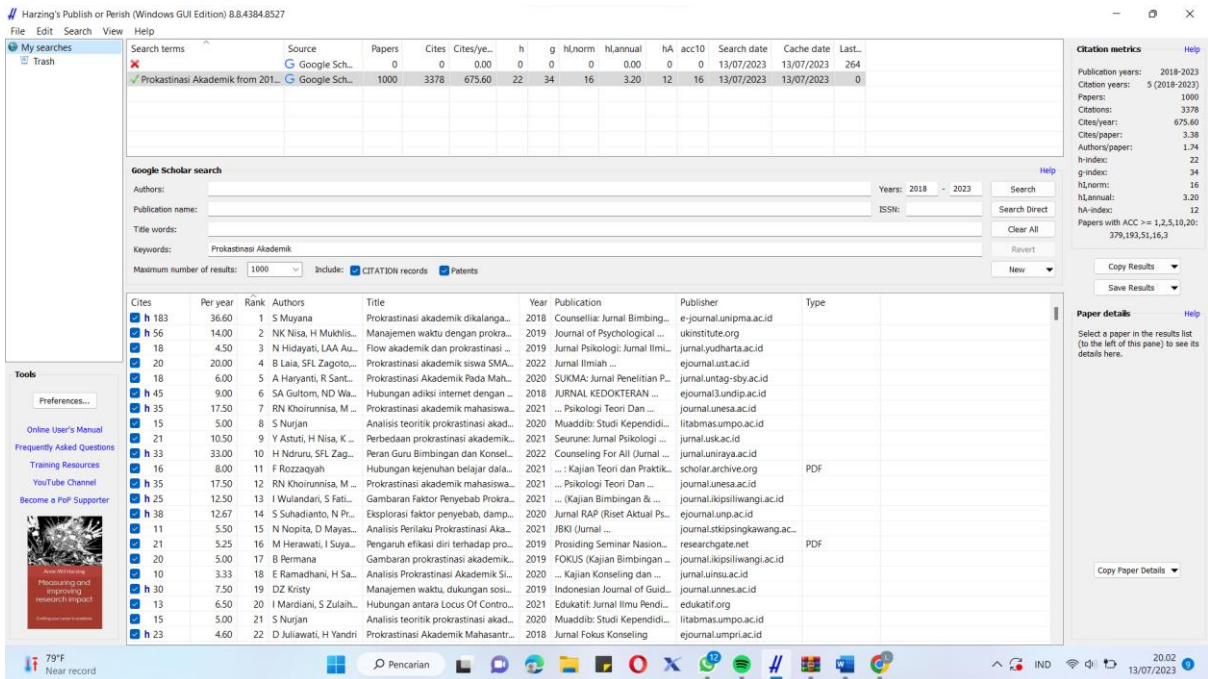 Harzing's Publish or Perish (Windows GUI Edition) 8.8.4384.8527
File Edit Search View Help
My searches
Trash
Search terms Source Papers Cites Cites/ye... h g hI,norm hI,annual hA acc10 Search date Cache date Last...
Google Sch... 0 0 0.00 0 0 0 0.00 0 0 13/07/2023 13/07/2023 264
Prokastinasi Akademik from 201... Google Sch... 1000 3378 675.60 22 34 16 3.20 12 16 13/07/2023 13/07/2023 0
Google Scholar search Help
Authors: Years: 2018 - 2023 Search
Publication name: ISSN: Search Direct
Title words: Clear All
Keywords: Prokastinasi Akademik Revert
Maximum number of results: 1000 Include: CITATION records Patents New
Cites Per year Rank Authors Title Year Publication Publisher Type
h 183 36.60 1 S Muyana Prokrastinasi akademik dikalanga... 2018 Counsellia: Jurnal Bimbing... e-journal.unipma.ac.id
h 56 14.00 2 NK Nisa, H Mukhlis... Manajemen waktu dengan prokra... 2019 Journal of Psychological ... ukinstitute.org
18 4.50 3 N Hidayati, LAA Au... Flow akademik dan prokrastinasi ... 2019 Jurnal Psikologi: Jurnal Ilmi... jurnal.yudharta.ac.id
20 20.00 4 B Laia, SFL Zagoto,... Prokrastinasi akademik siswa SMA... 2022 Jurnal Ilmiah ... ejournal.ust.ac.id
18 6.00 5 A Haryanti, R Sant... Prokrastinasi Akademik Pada Mah... 2020 SUKMA: Jurnal Penelitian P... jurnal.untag-sby.ac.id
h 45 9.00 6 SA Gultom, ND Wa... Hubungan adiksi internet dengan ... 2018 JURNAL KEDOKTERAN ... ejournal3.undip.ac.id
h 35 17.50 7 RN Khoirunnisa, M ... Prokrastinasi akademik mahasiswa... 2021 ... Psikologi Teori Dan ... journal.unesa.ac.id
15 5.00 8 S Nurjan Analisis teoritik prokrastinasi akad... 2020 Muaddib: Studi Kependidi... litabmas.umpo.ac.id
21 10.50 9 Y Astuti, H Nisa, K ... Perbedaan prokrastinasi akademik... 2021 Seurune: Jurnal Psikologi ... jurnal.usk.ac.id
h 33 33.00 10 H Ndruru, SFL Zag... Peran Guru Bimbingan dan Konsel... 2022 Counseling For All (Jurnal ... jurnal.uniraya.ac.id
16 8.00 11 F Rozzaqyah Hubungan kejenuhan belajar dala... 2021 ... : Kajian Teori dan Praktik... scholar.archive.org PDF
h 35 17.50 12 RN Khoirunnisa, M ... Prokrastinasi akademik mahasiswa... 2021 ... Psikologi Teori Dan ... journal.unesa.ac.id
h 25 12.50 13 I Wulandari, S Fati... Gambaran Faktor Penyebab Prokra... 2021 ... (Kajian Bimbingan & ... journal.ikipsiliwangi.ac.id
h 38 12.67 14 S Suhadianto, N Pr... Eksplorasi faktor penyebab, damp... 2020 Jurnal RAP (Riset Aktual Ps... ejournal.unp.ac.id
11 5.50 15 N Nopita, D Mayas... Analisis Perilaku Prokrastinasi Aka... 2021 JBKI (Jurnal ... journal.stkipsingkawang.ac...
21 5.25 16 M Herawati, I Suya... Pengaruh efikasi diri terhadap pro... 2019 Prosiding Seminar Nasion... researchgate.net PDF
20 5.00 17 B Permana Gambaran prokrastinasi akademik... 2019 FOKUS (Kajian Bimbingan ... journal.ikipsiliwangi.ac.id
10 3.33 18 E Ramadhani, H Sa... Analisis Prokrastinasi Akademik Si... 2020 ... Kajian Konseling dan ... jurnal.uinsu.ac.id
h 30 7.50 19 DZ Kristy Manajemen waktu, dukungan sosi... 2019 Indonesian Journal of Guid... journal.unnes.ac.id
13 6.50 20 I Mardiani, S Zulaih... Hubungan antara Locus Of Contro... 2021 Edukatif: Jurnal Ilmu Pendi... edukatif.org
15 5.00 21 S Nurjan Analisis teoritik prokrastinasi akad... 2020 Muaddib: Studi Kependidi... litabmas.umpo.ac.id
h 23 4.60 22 D Juliawati, H Yandri Prokrastinasi Akademik Mahasantr... 2018 Jurnal Fokus Konseling ejournal.umpri.ac.id
Citation metrics Help
Publication years: 2018-2023
Citation years: 5 (2018-2023)
Papers: 1000
Citations: 3378
Cites/year: 675.60
Cites/paper: 3.38
Authors/paper: 1.74
h-index: 22
g-index: 34
hI,norm: 16
hI,annual: 3.20
hA-index: 12
Papers with ACC >= 1,2,5,10,20:
379,193,51,16,3
Copy Results
Save Results
Paper details Help
Select a paper in the results list
(to the left of this pane) to see its
details here.
Copy Paper Details
Tools
Preferences...
Online User's Manual
Frequently Asked Questions
Training Resources
YouTube Channel
Become a PoP Supporter
Anne-Wil Harzing
Measuring and
improving
research impact
79°F
Near record
Pencarian
12
IND
20.02
13/07/2023
9